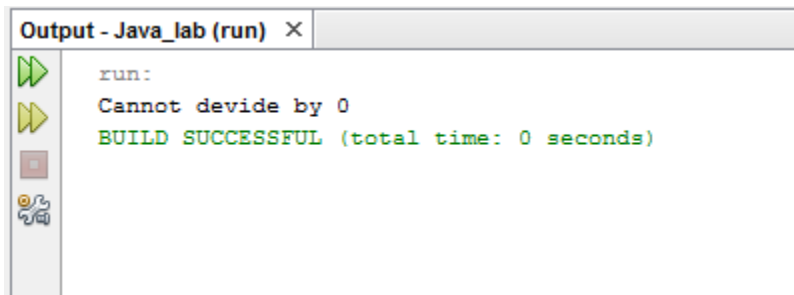 Output - Java_lab (run) ×
run:
Cannot devide by 0
BUILD SUCCESSFUL (total time: 0 seconds)